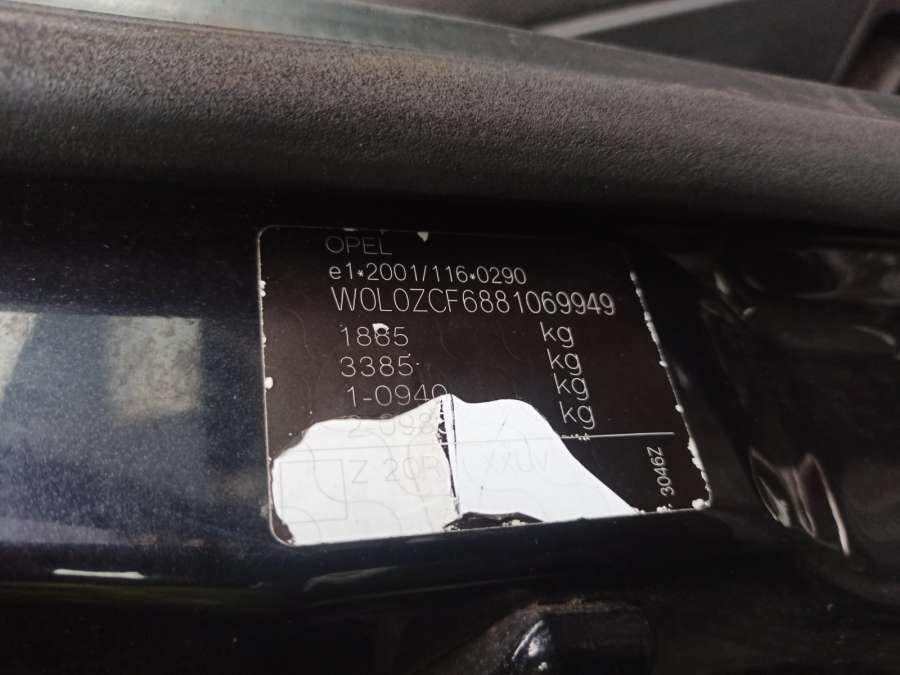 OPEL
e1*2001/116*0290
W0L0ZCF6881069949
1885 kg
3385 kg
1-0940 kg
kg
Z 20R
3046Z